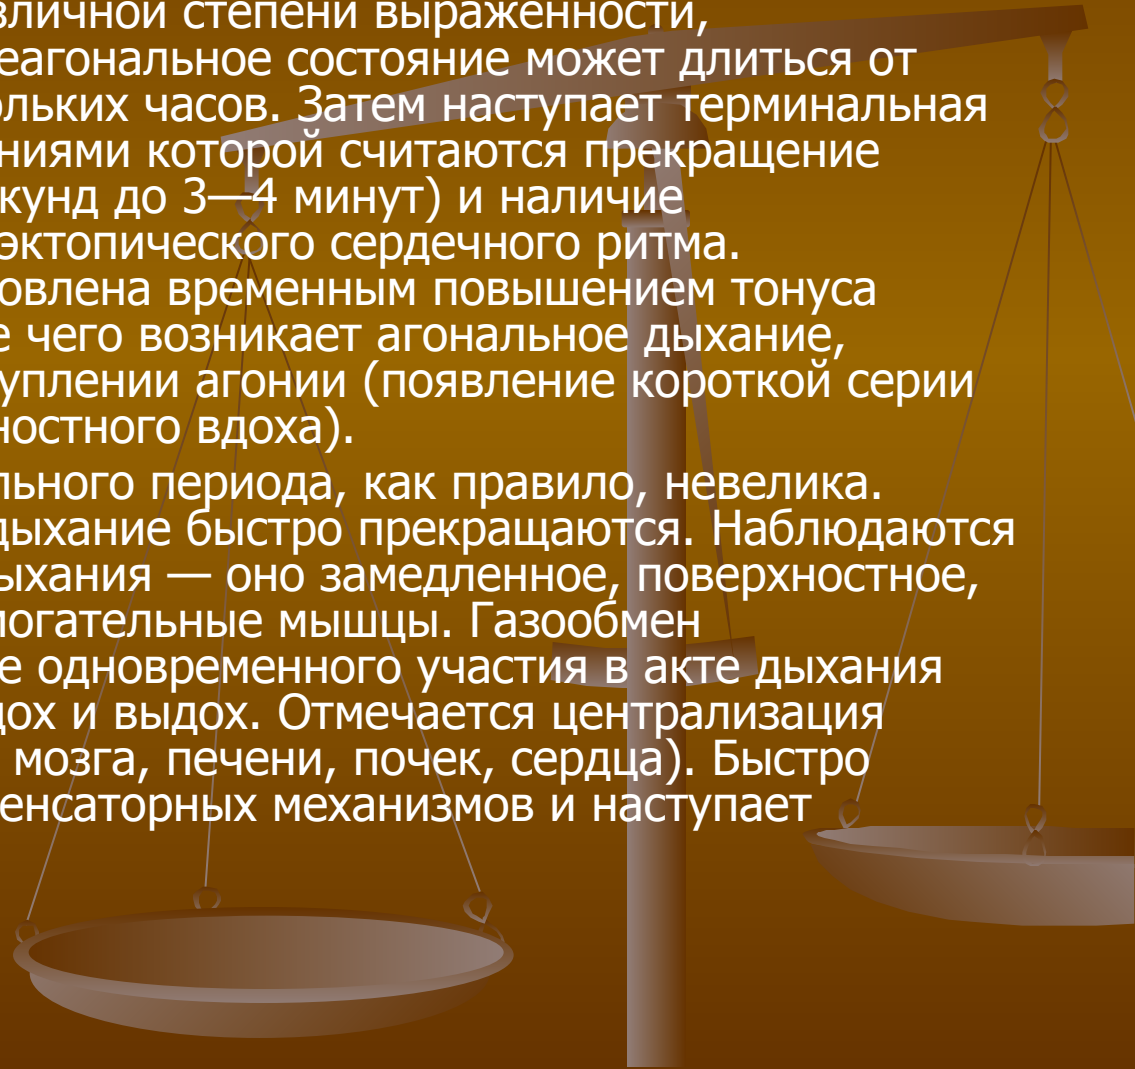 зличной степени выраженности,
еагональное состояние может длиться от
ольких часов. Затем наступает терминальная
ниями которой считаются прекращение
кунд до 3—4 минут) и наличие
эктопического сердечного ритма.
овлена временным повышением тонуса
е чего возникает агональное дыхание,
уплении агонии (появление короткой серии
ностного вдоха).
льного периода, как правило, невелика.
дыхание быстро прекращаются. Наблюдаются
ыхания — оно замедленное, поверхностное,
могательные мышцы. Газообмен
е одновременного участия в акте дыхания
дох и выдох. Отмечается централизация
мозга, печени, почек, сердца). Быстро
енсаторных механизмов и наступает